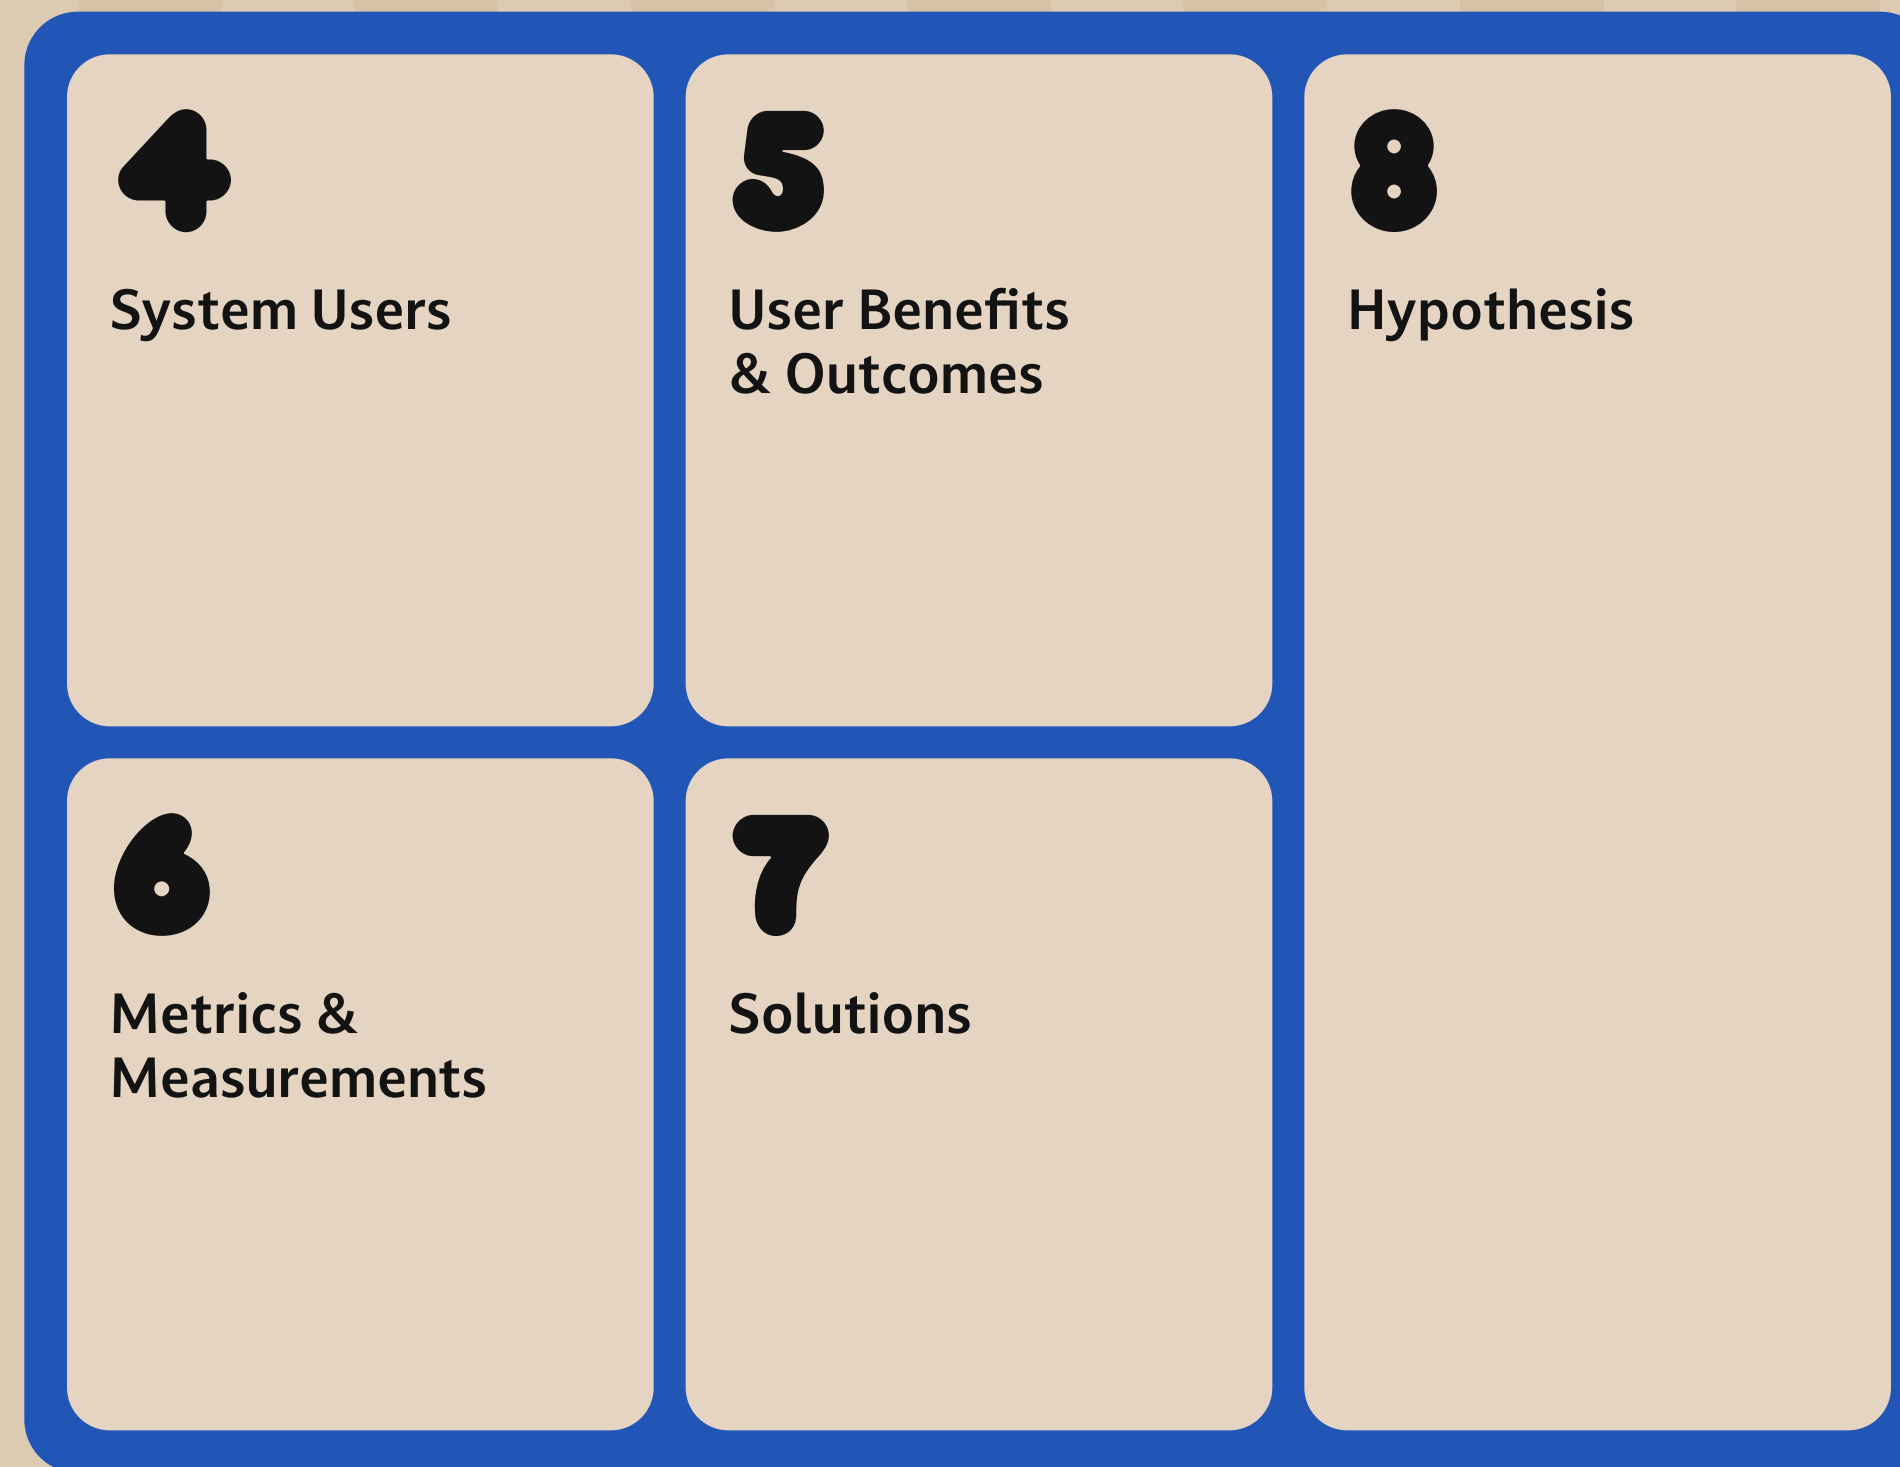 4
System Users
5
User Benefits
& Outcomes
8
Hypothesis
6
Metrics &
Measurements
7
Solutions